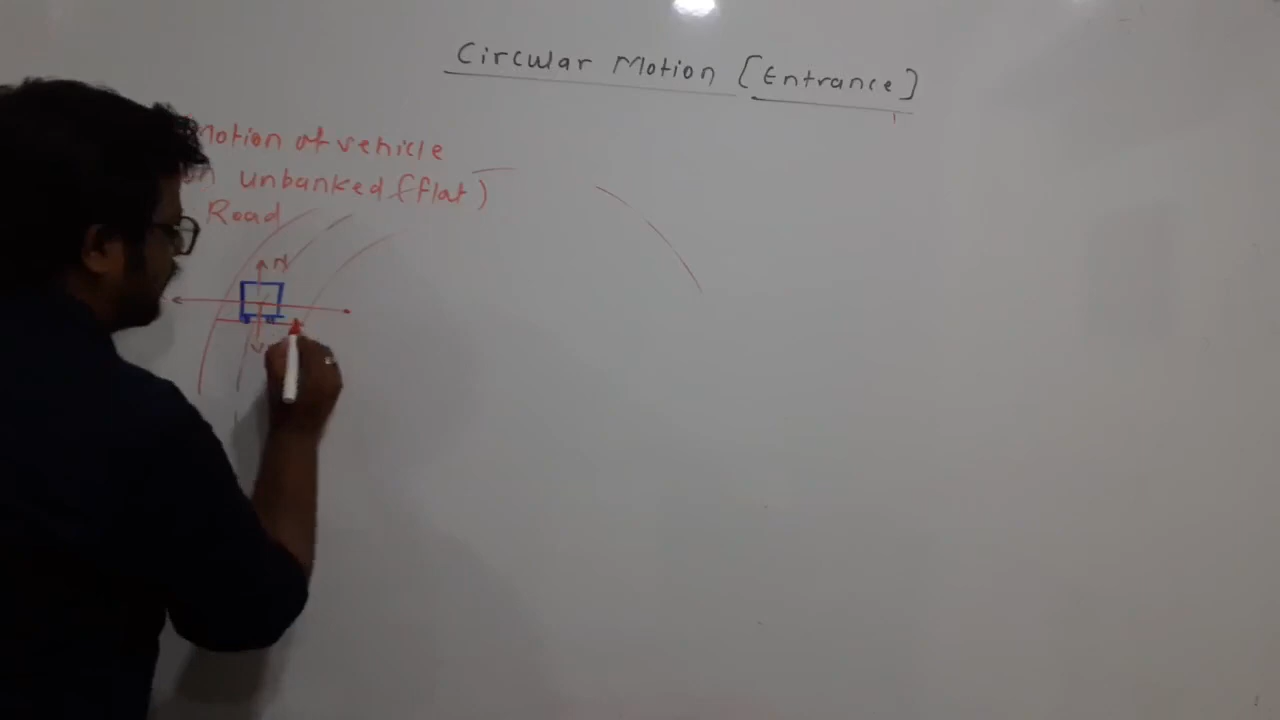 Circular Motion [Entrance]
Motion of vehicle
unbanked (flat)
Road
N